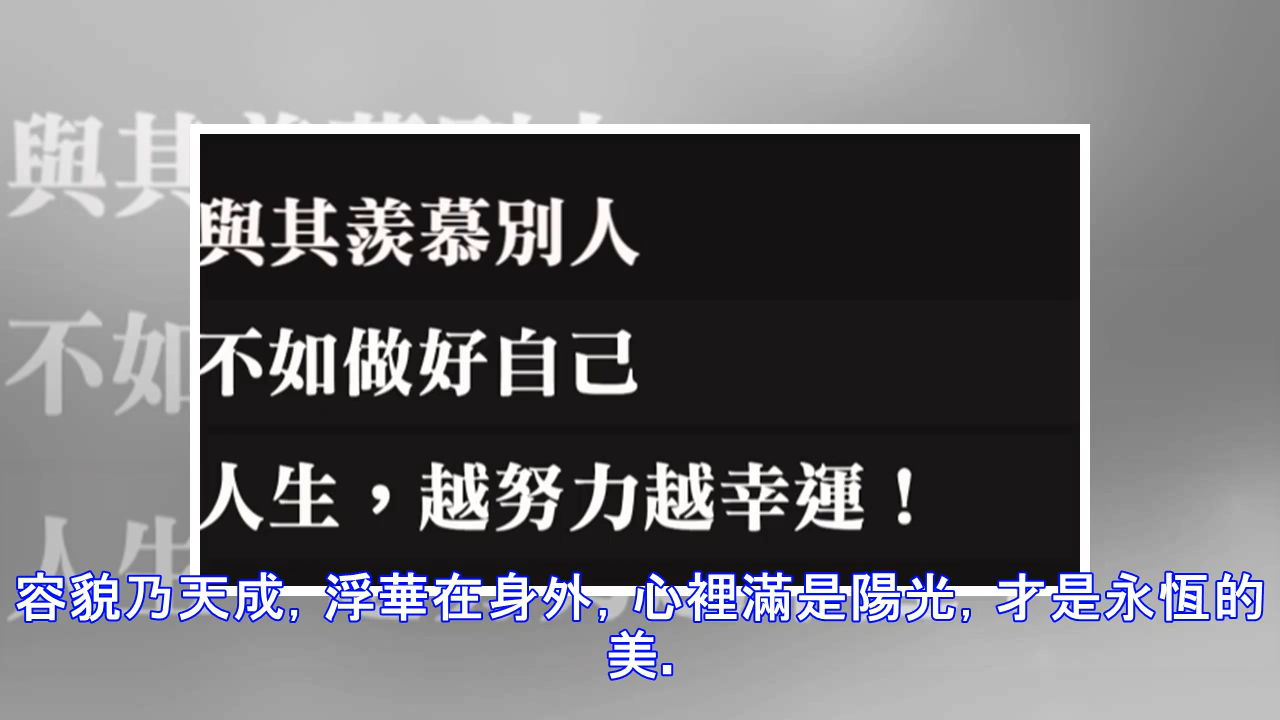 與其羨慕別人
不如做好自己
人生，越努力越幸運！
容貌乃天成, 浮華在身外, 心裡滿是陽光, 才是永恆的
美.